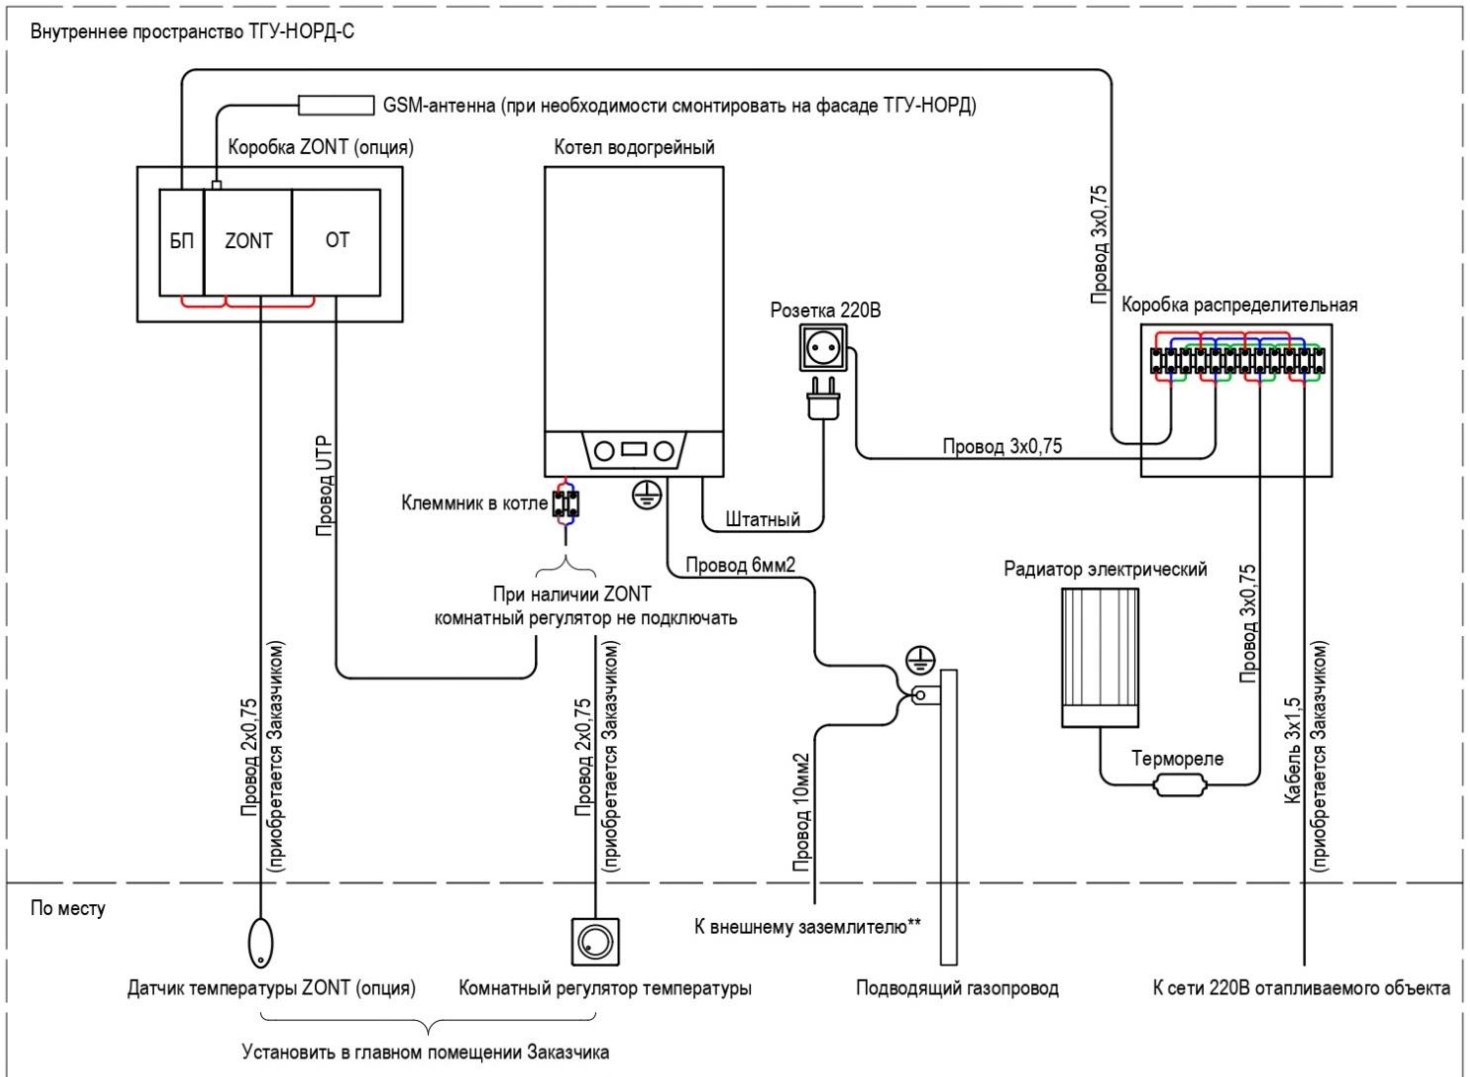 Внутреннее пространство ТГУ-НОРД-С
GSM-антенна (при необходимости смонтировать на фасаде ТГУ-НОРД)
Коробка ZONT (опция)
Котел водогрейный
БП
ZONT
ОТ
Провод 3х0,75
Розетка 220В
Коробка распределительная
Провод UTP
Провод 3х0,75
Клеммник в котле
Штатный
Провод 6мм2
Радиатор электрический
При наличии ZONT
комнатный регулятор не подключать
Провод 3х0,75
Провод 2х0,75
(приобретается Заказчиком)
Провод 2х0,75
(приобретается Заказчиком)
Провод 10мм2
Термореле
Кабель 3х1,5
(приобретается Заказчиком)
По месту
К внешнему заземлителю**
Датчик температуры ZONT (опция)
Комнатный регулятор температуры
Подводящий газопровод
К сети 220В отапливаемого объекта
Установить в главном помещении Заказчика